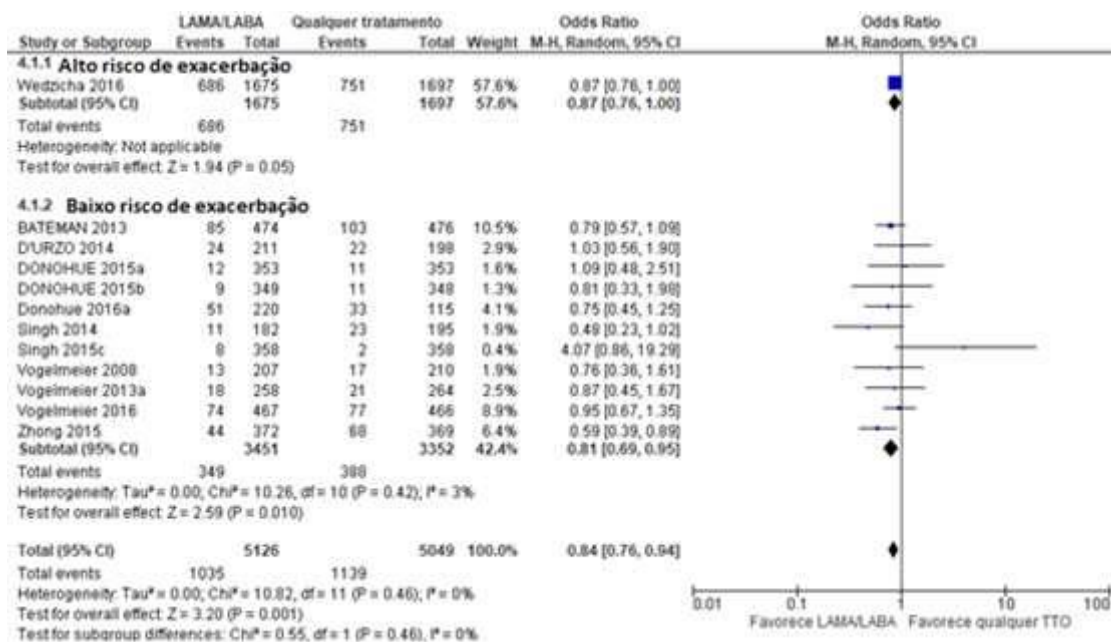 LAMA/LABA Qualquer tratamento Odds Ratio Odds Ratio
Study or Subgroup Events Total Events Total Weight M-H, Random, 95% CI M-H, Random, 95% CI
4.1.1 Alto risco de exacerbação
Wedzicha 2016 686 1675 751 1697 57.6% 0.87 [0.76, 1.00]
Subtotal (95% CI) 1675 1697 57.6% 0.87 [0.76, 1.00]
Total events 686 751
Heterogeneity: Not applicable
Test for overall effect: Z = 1.94 (P = 0.05)
4.1.2 Baixo risco de exacerbação
BATEMAN 2013 85 474 103 476 10.5% 0.79 [0.57, 1.09]
D'URZO 2014 24 211 22 198 2.9% 1.03 [0.56, 1.90]
DONOHUE 2015a 12 353 11 353 1.6% 1.09 [0.48, 2.51]
DONOHUE 2015b 9 349 11 348 1.3% 0.81 [0.33, 1.98]
Donohue 2016a 51 220 33 115 4.1% 0.75 [0.45, 1.25]
Singh 2014 11 182 23 195 2.0% 0.48 [0.23, 1.02]
Singh 2015c 8 358 2 358 0.4% 4.07 [0.86, 19.29]
Vogelmeier 2008 13 207 17 210 1.9% 0.76 [0.36, 1.61]
Vogelmeier 2013a 18 258 21 264 2.5% 0.87 [0.45, 1.67]
Vogelmeier 2016 74 467 77 466 8.9% 0.95 [0.67, 1.35]
Zhong 2015 44 372 68 369 6.4% 0.59 [0.39, 0.89]
Subtotal (95% CI) 3451 3352 42.4% 0.81 [0.69, 0.95]
Total events 349 388
Heterogeneity: Tau² = 0.00; Chi² = 10.26, df = 10 (P = 0.42); I² = 3%
Test for overall effect: Z = 2.59 (P = 0.010)
Total (95% CI) 5126 5049 100.0% 0.84 [0.76, 0.94]
Total events 1035 1139
Heterogeneity: Tau² = 0.00; Chi² = 10.82, df = 11 (P = 0.46); I² = 0%
Test for overall effect: Z = 3.20 (P = 0.001)
Test for subgroup differences: Chi² = 0.55, df = 1 (P = 0.46), I² = 0%
0.01 0.1 1 10 100
Favorece LAMA/LABA Favorece qualquer TTO